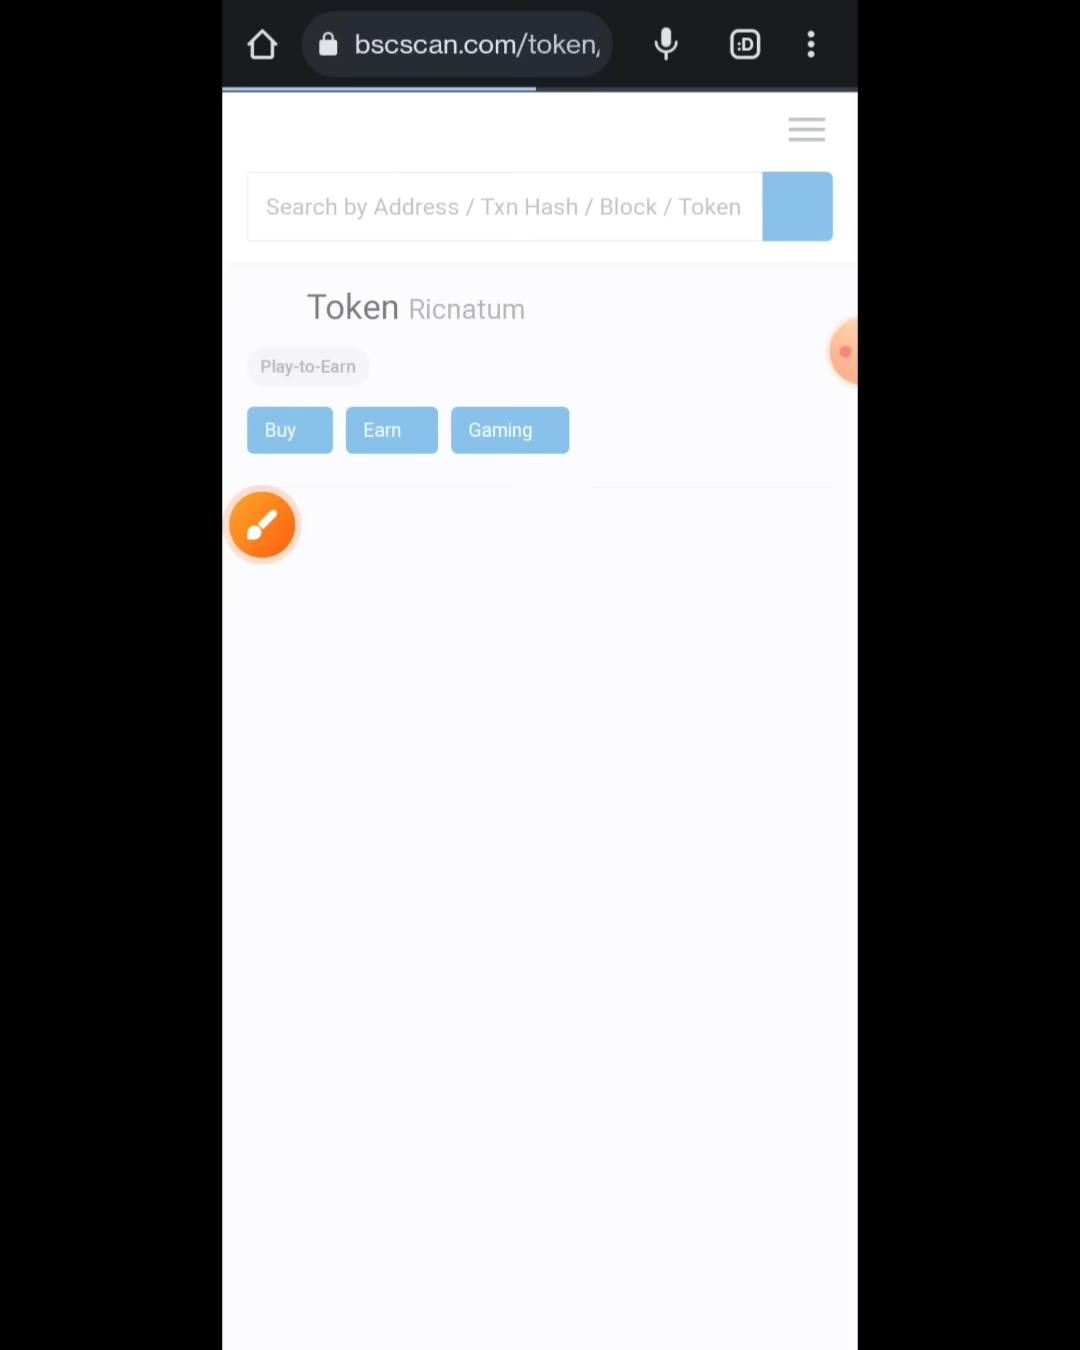 bscscan.com/token,
:D
Search by Address / Txn Hash / Block / Token
Token Ricnatum
Play-to-Earn
Buy Earn Gaming